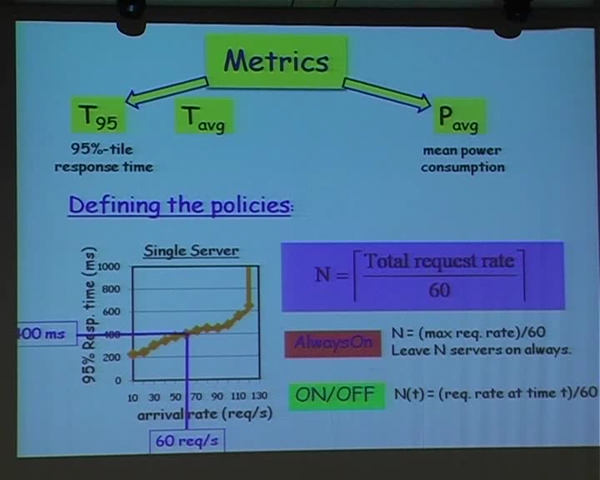 Metrics
T95
Tavg
Pavg
95%-tile
response time
mean power
consumption
Defining the policies:
Single Server
95% Resp. time (ms)
1000
800
600
400
200
0
10 30 50 70 90 110 130
arrival rate (req/s)
400 ms
60 req/s
N = ⌈Total request rate / 60⌉
AlwaysOn
N = (max req. rate)/60
Leave N servers on always.
ON/OFF
N(t) = (req. rate at time t)/60